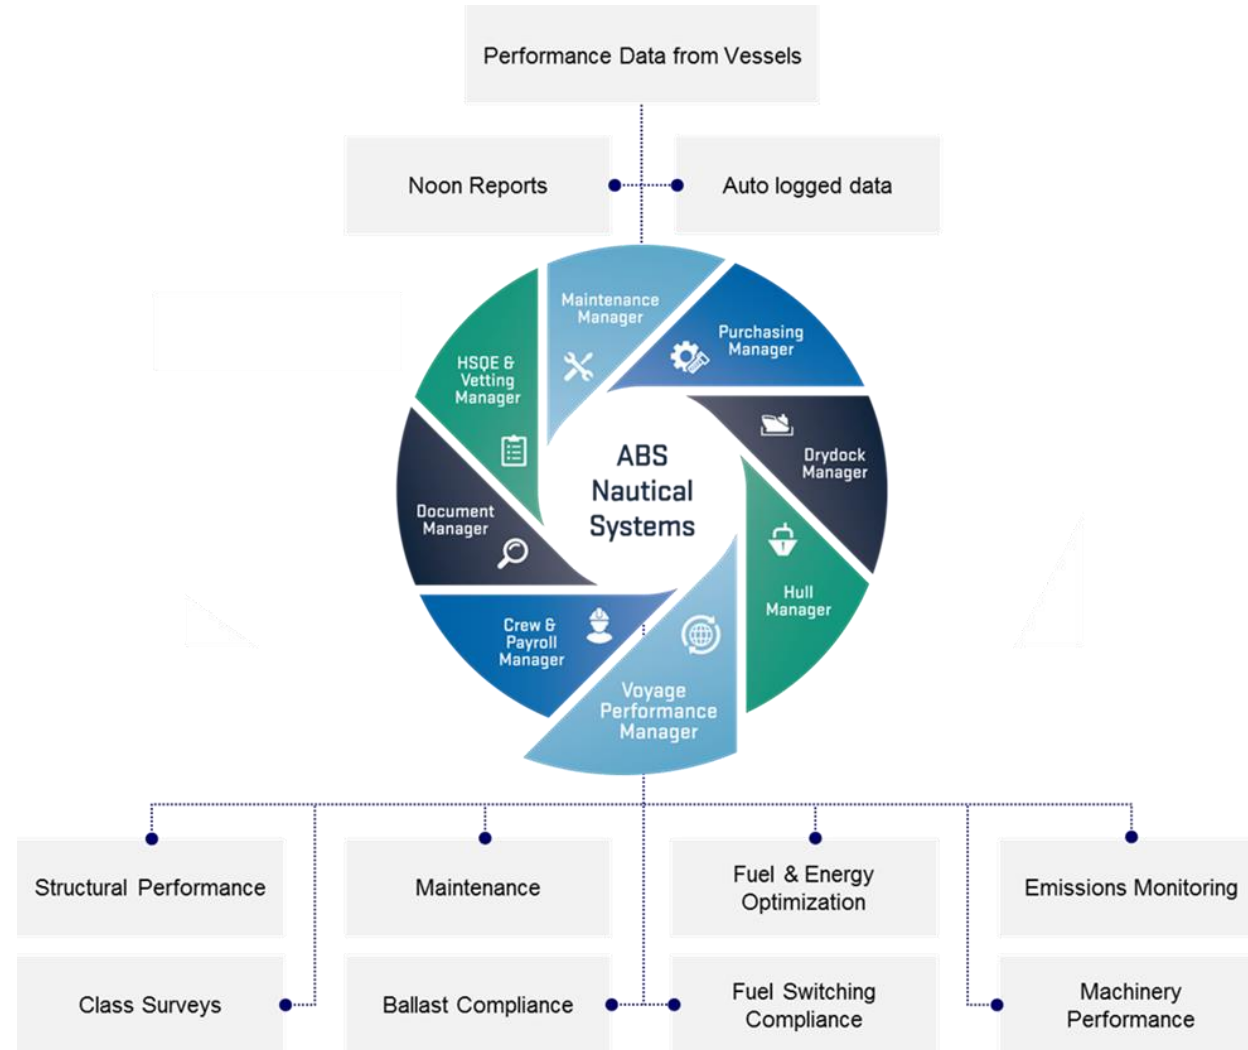 Performance Data from Vessels
Noon Reports
Auto logged data
Maintenance
Manager
Purchasing
Manager
HSQE &
Vetting
Manager
Drydock
Manager
ABS
Nautical
Systems
Document
Manager
Hull
Manager
Crew &
Payroll
Manager
Voyage
Performance
Manager
Structural Performance
Maintenance
Fuel & Energy
Optimization
Emissions Monitoring
Class Surveys
Ballast Compliance
Fuel Switching
Compliance
Machinery
Performance